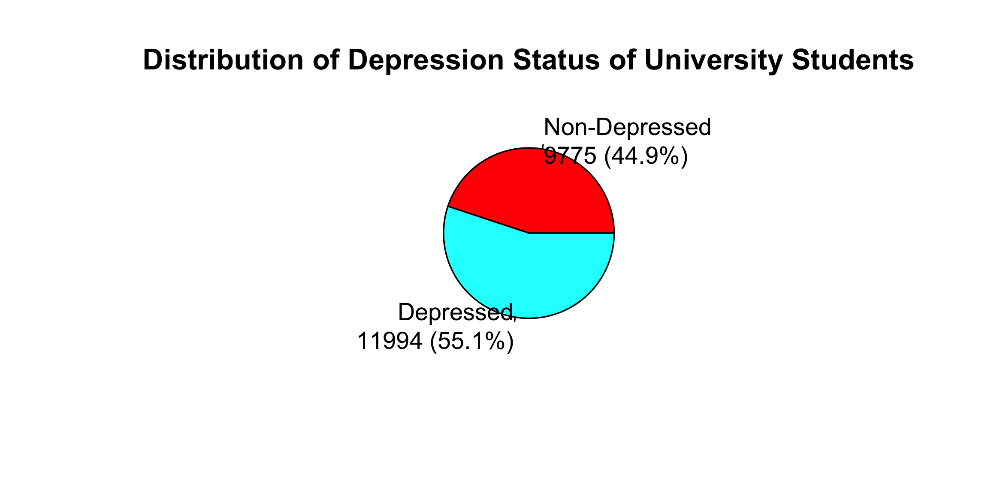 Distribution of Depression Status of University Students
Non-Depressed
9775 (44.9%)
Depressed
11994 (55.1%)